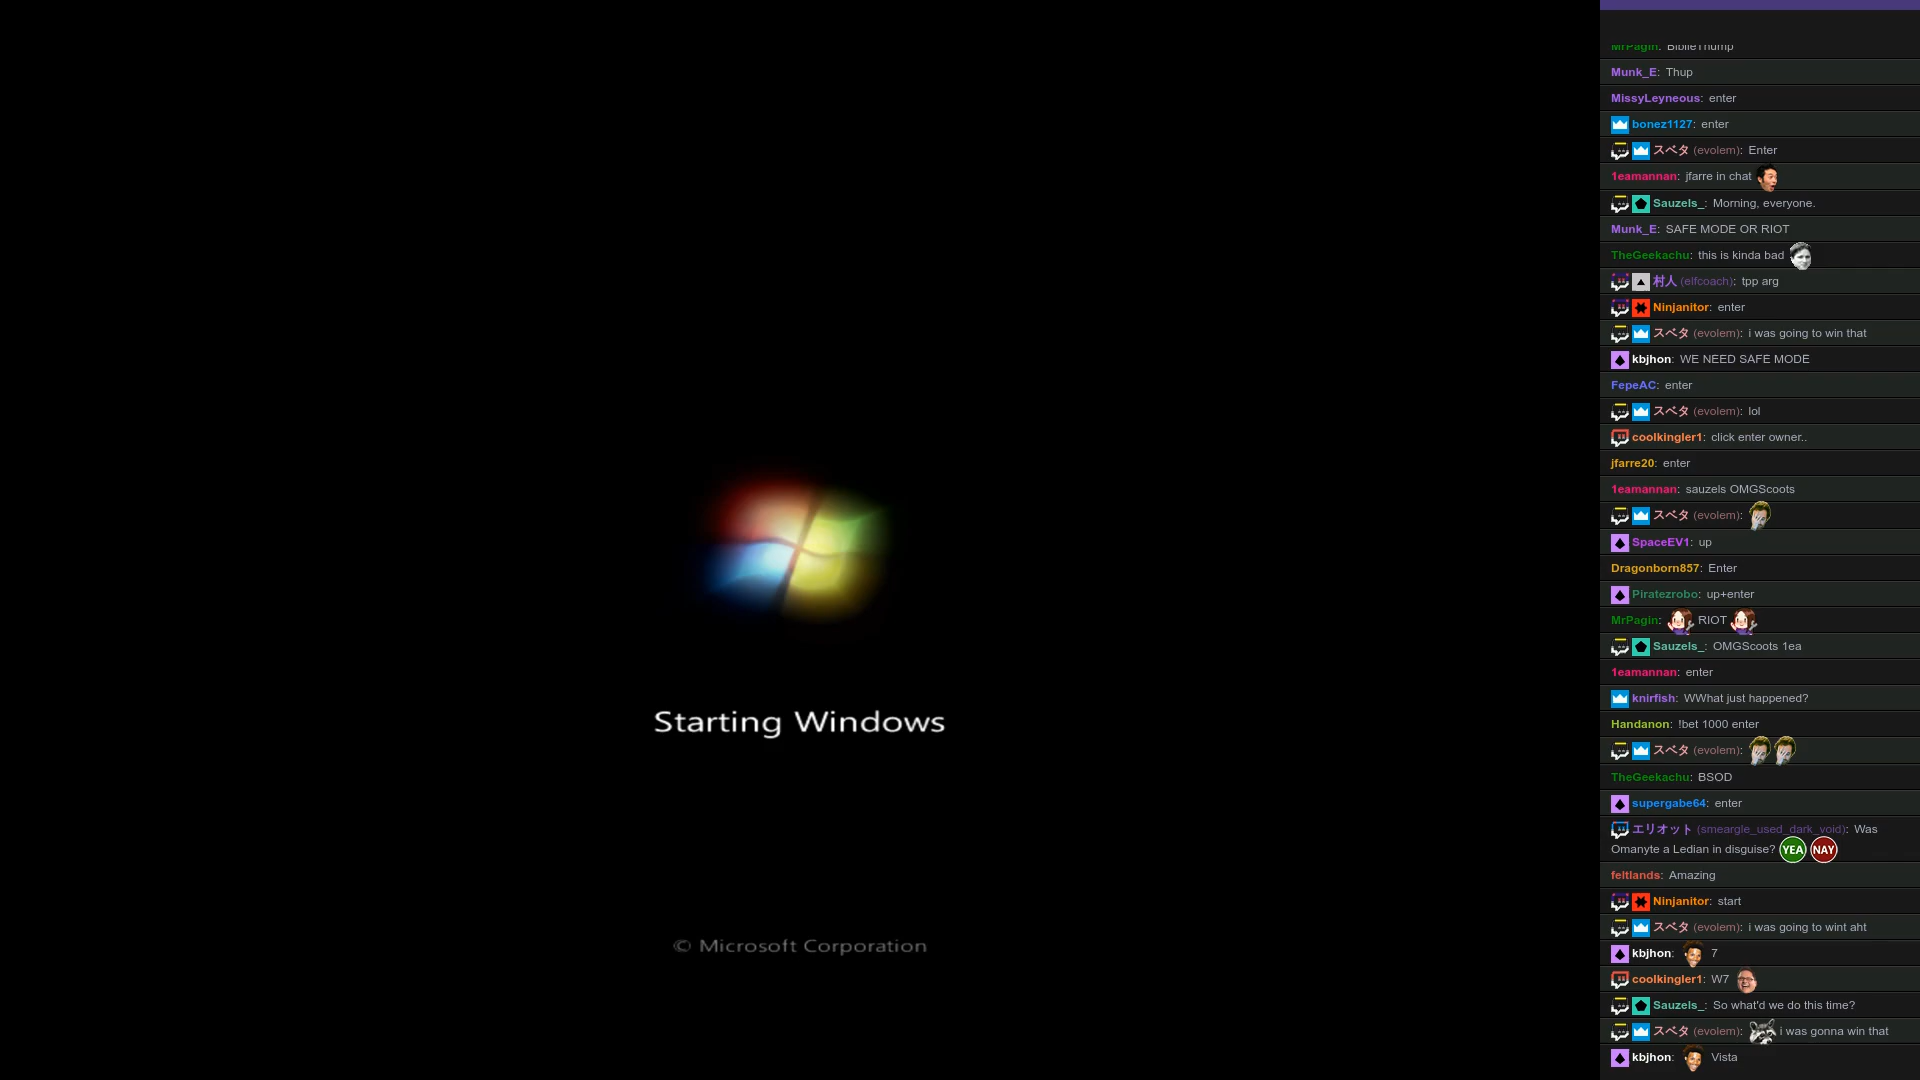 Starting Windows
© Microsoft Corporation
MrPagin: BiblieThump
Munk_E: Thup
MissyLeyneous: enter
bonez1127: enter
スベタ (evolem): Enter
1eamannan: jfarre in chat
Sauzels_: Morning, everyone.
Munk_E: SAFE MODE OR RIOT
TheGeekachu: this is kinda bad
村人 (elfcoach): tpp arg
Ninjanitor: enter
スベタ (evolem): i was going to win that
kbjhon: WE NEED SAFE MODE
FepeAC: enter
スベタ (evolem): lol
coolkingler1: click enter owner..
jfarre20: enter
1eamannan: sauzels OMGScoots
スベタ (evolem):
SpaceEV1: up
Dragonborn857: Enter
Piratezrobo: up+enter
MrPagin: RIOT
Sauzels_: OMGScoots 1ea
1eamannan: enter
knirfish: WWhat just happened?
Handanon: !bet 1000 enter
スベタ (evolem):
TheGeekachu: BSOD
supergabe64: enter
エリオット (smeargle_used_dark_void): Was
Omanyte a Ledian in disguise? YEA NAY
feltlands: Amazing
Ninjanitor: start
スベタ (evolem): i was going to wint aht
kbjhon: 7
coolkingler1: W7
Sauzels_: So what'd we do this time?
スベタ (evolem): i was gonna win that
kbjhon: Vista